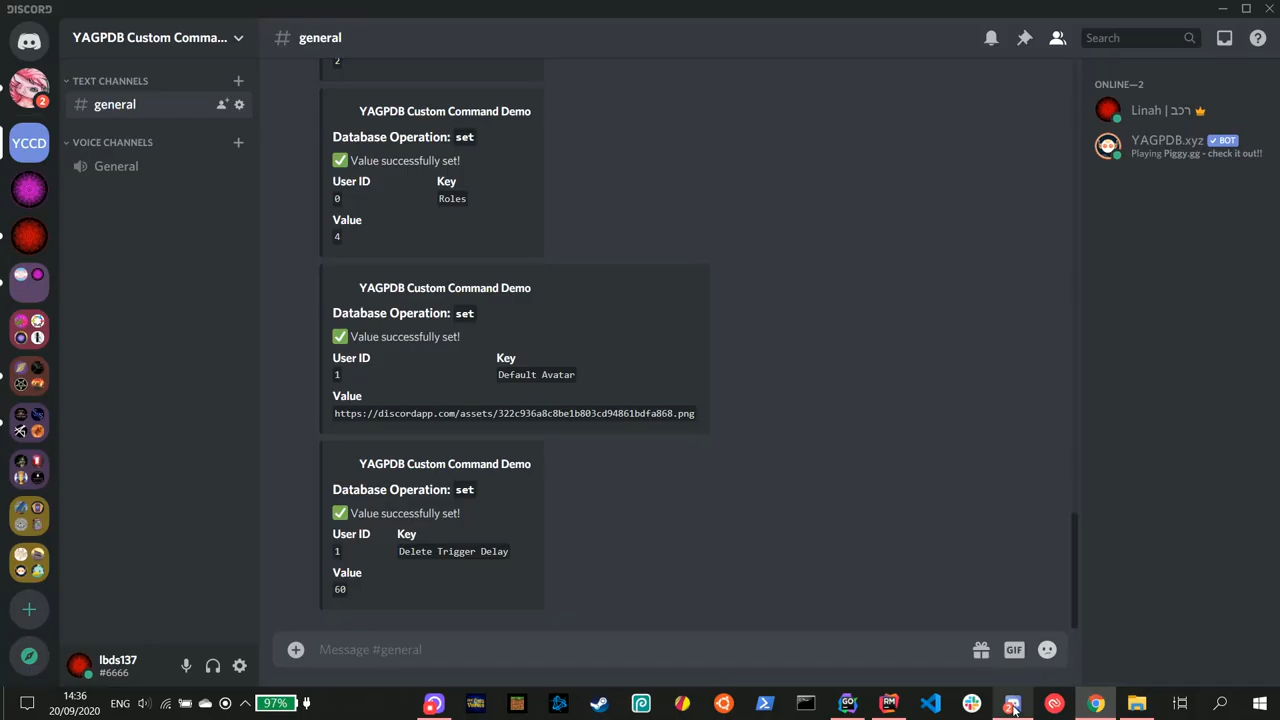 DISCORD
YAGPDB Custom Comma...
# general
Search
TEXT CHANNELS
# general
VOICE CHANNELS
General
2
YCCD
2
YAGPDB Custom Command Demo
Database Operation: set
✅ Value successfully set!
User ID
Key
0
Roles
Value
4
YAGPDB Custom Command Demo
Database Operation: set
✅ Value successfully set!
User ID
Key
1
Default Avatar
Value
https://discordapp.com/assets/322c936a8c8be1b803cd94861bdfa868.png
YAGPDB Custom Command Demo
Database Operation: set
✅ Value successfully set!
User ID
Key
1
Delete Trigger Delay
Value
60
Message #general
GIF
ONLINE—2
Linah | רכב
YAGPDB.xyz ✓ BOT
Playing Piggy.gg - check it out!!
lbds137
#6666
14:36
20/09/2020
ENG
97%
GO
RM
2